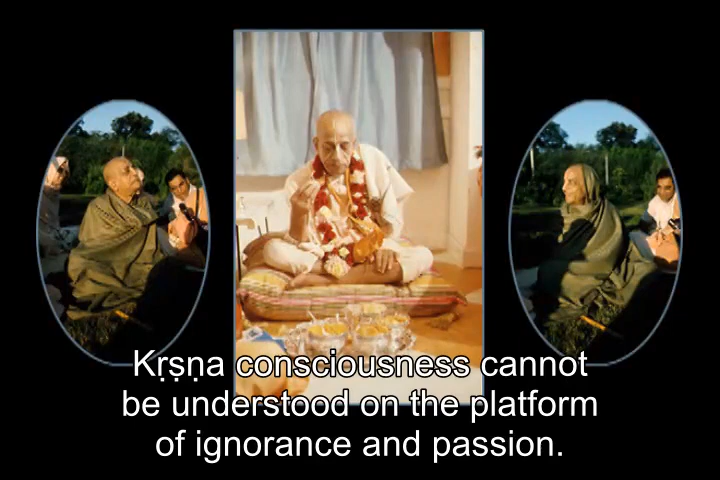 Kṛṣṇa consciousness cannot
be understood on the platform
of ignorance and passion.